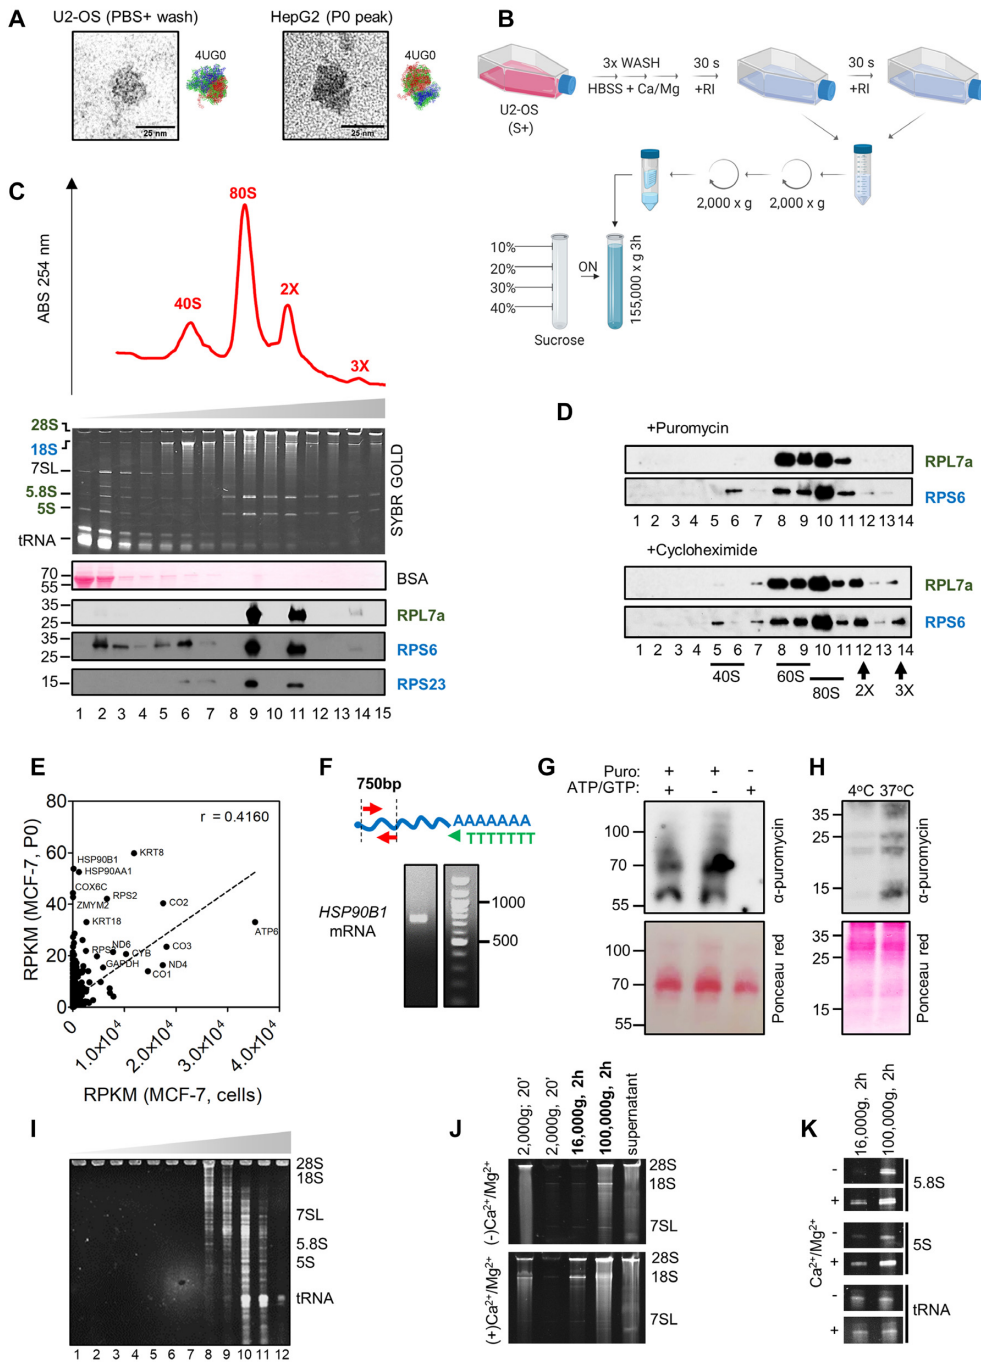 A
U2-OS (PBS+ wash)
HepG2 (P0 peak)
4UG0
4UG0
25 nm
25 nm
B
3x WASH
HBSS + Ca/Mg
30 s
+RI
30 s
+RI
U2-OS
(S+)
2,000 x g
2,000 x g
10%
20%
30%
40%
ON
Sucrose
155,000 x g 3h
C
ABS 254 nm
40S
80S
2X
3X
28S
18S
7SL
5.8S
5S
tRNA
SYBR GOLD
70
55
BSA
35
25
RPL7a
35
25
RPS6
15
RPS23
1 2 3 4 5 6 7 8 9 10 11 12 13 14 15
D
+Puromycin
RPL7a
RPS6
1 2 3 4 5 6 7 8 9 10 11 12 13 14
+Cycloheximide
RPL7a
RPS6
1 2 3 4 5 6 7 8 9 10 11 12 13 14
40S
60S
80S
2X
3X
E
r = 0.4160
RPKM (MCF-7, P0)
80
60
40
20
0
HSP90B1
KRT8
HSP90AA1
COX6C
RPS2
ZMYM2
CO2
KRT18
ATP6
ND6
CYB
CO3
GAPDH
ND4
CO1
0
1.0×10⁴
2.0×10⁴
3.0×10⁴
4.0×10⁴
RPKM (MCF-7, cells)
F
750bp
AAAAAAA
TTTTTTT
HSP90B1
mRNA
1000
500
G
Puro: + + -
ATP/GTP: + - +
100
70
55
α-puromycin
100
70
55
Ponceau red
H
4ºC 37ºC
35
25
15
α-puromycin
35
25
15
Ponceau red
I
28S
18S
7SL
5.8S
5S
tRNA
1 2 3 4 5 6 7 8 9 10 11 12
J
2,000g; 20'
2,000g, 20'
16,000g, 2h
100,000g, 2h
supernatant
(-)Ca²⁺/Mg²⁺
28S
18S
7SL
(+)Ca²⁺/Mg²⁺
28S
18S
7SL
K
16,000g, 2h
100,000g, 2h
Ca²⁺/Mg²⁺
-
+
5.8S
-
+
5S
-
+
tRNA